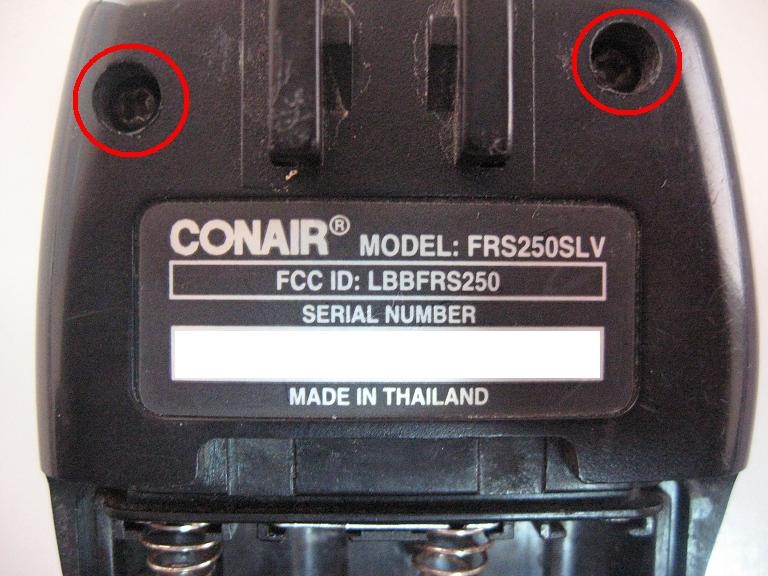 CONAIR®
MODEL: FRS250SLV
FCC ID: LBBFRS250
SERIAL NUMBER
MADE IN THAILAND